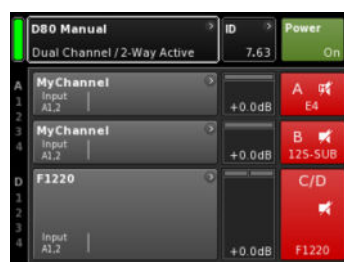 D80 Manual
Dual Channel / 2-Way Active
ID
7.63
Power
On
A
1
2
3
4
MyChannel
Input
A1,2
+0.0dB
A
E4
MyChannel
Input
A1,2
+0.0dB
B
125-SUB
D
1
2
3
4
F1220
Input
A1,2
+0.0dB
C/D
F1220